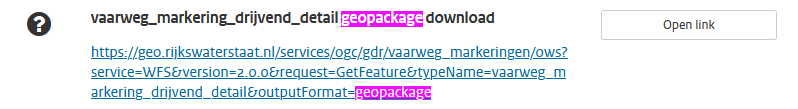 vaarweg_markering_drijvend_detail geopackage download
Open link
https://geo.rijkswaterstaat.nl/services/ogc/gdr/vaarweg_markeringen/ows?
service=WFS&version=2.0.0&request=GetFeature&typeName=vaarweg_m
arkering_drijvend_detail&outputFormat=geopackage